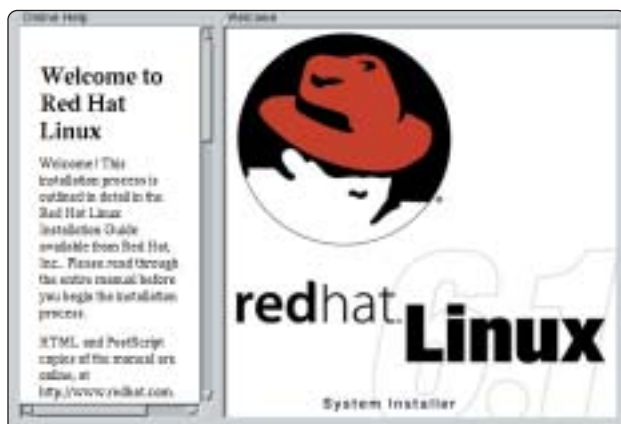 Online Help
Welcome to
Red Hat
Linux
Welcome! This
installation process is
outlined in detail in the
Red Hat Linux
Installation Guide
available from Red Hat,
Inc.. Please read through
the entire manual before
you begin the installation
process.
HTML and PostScript
copies of the manual are
online, at
http://www.redhat.com.
Welcome
redhat.
Linux
6.1
System Installer